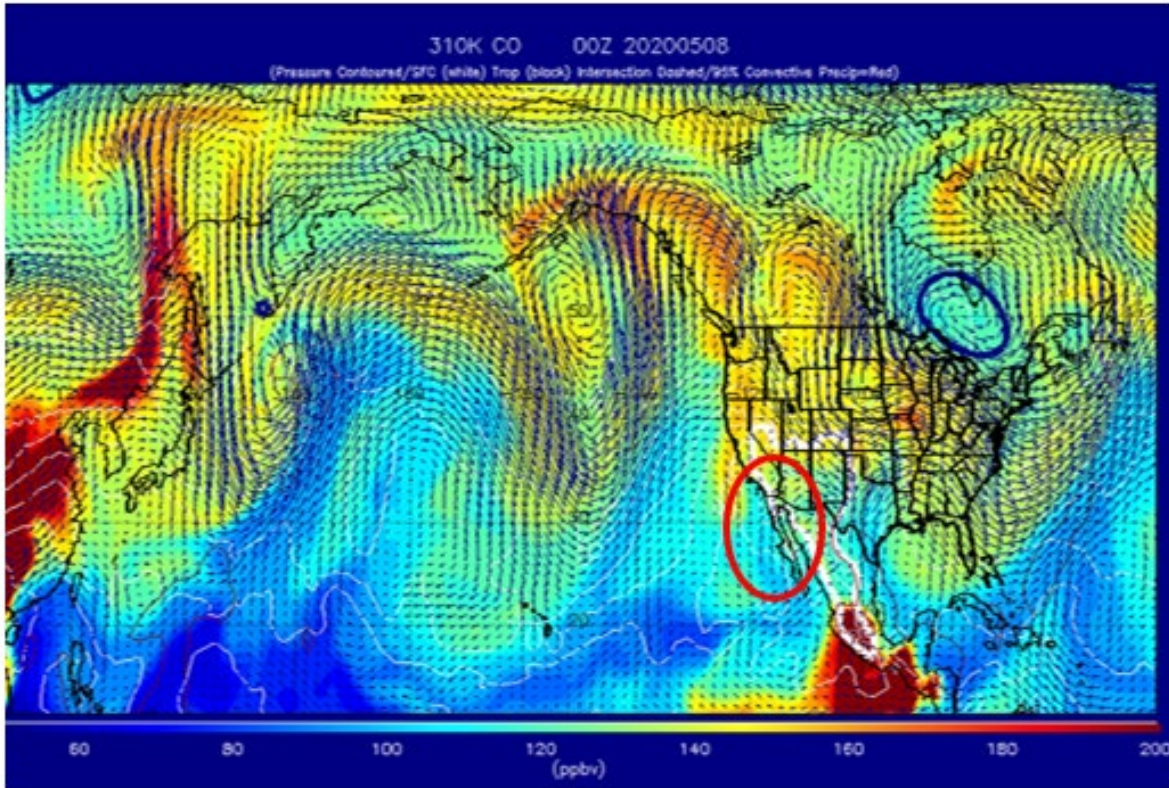 310K CO 00Z 20200508
(Pressure Contoured/SFC (white) Trop (black) Intersection Dashed/95% Convective Precip=Red)
60 80 100 120 140 160 180 200
(ppbv)